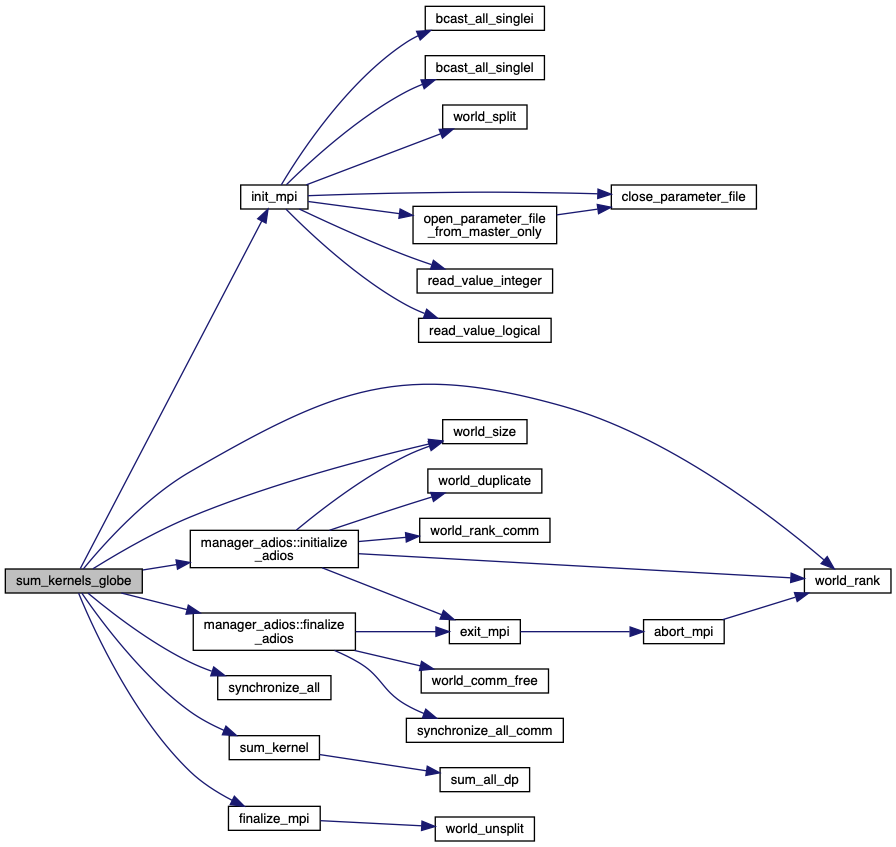 bcast_all_singlei
bcast_all_singlel
world_split
init_mpi
close_parameter_file
open_parameter_file
_from_master_only
read_value_integer
read_value_logical
world_size
world_duplicate
world_rank_comm
manager_adios::initialize
_adios
sum_kernels_globe
world_rank
manager_adios::finalize
_adios
exit_mpi
abort_mpi
world_comm_free
synchronize_all
synchronize_all_comm
sum_kernel
sum_all_dp
finalize_mpi
world_unsplit